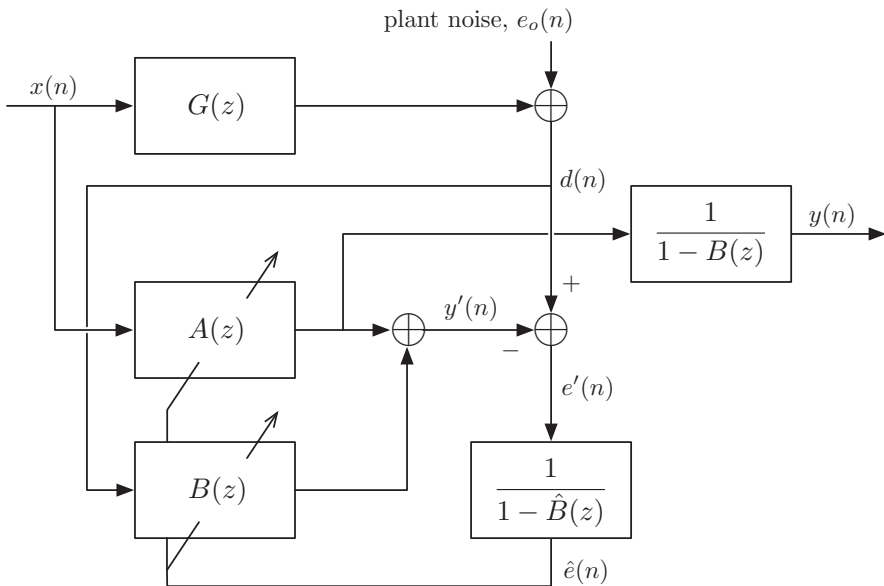 plant noise, e_o(n)
x(n)
G(z)
d(n)
1
1 − B(z)
y(n)
+
A(z)
y′(n)
−
e′(n)
B(z)
1
1 − B̂(z)
ê(n)